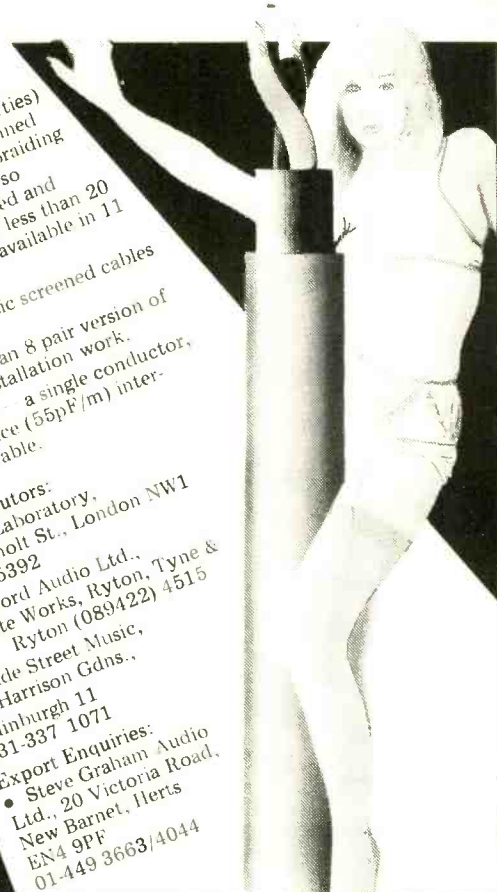 ties)
nned
raiding
so
ed and
less than 20
available in 11
ic screened cables
an 8 pair version of
tallation work.
a single conductor,
ce (55pF/m) inter-
able.
utors:
aboratory,
holt St., London NW1
5392
ord Audio Ltd.,
te Works, Ryton, Tyne &
Ryton (089422) 4515
de Street Music,
Harrison Gdns.,
inburgh 11
31-337 1071
Export Enquiries:
• Steve Graham Audio
Ltd., 20 Victoria Road,
New Barnet, Herts
EN4 9PF
01-449 3663/4044